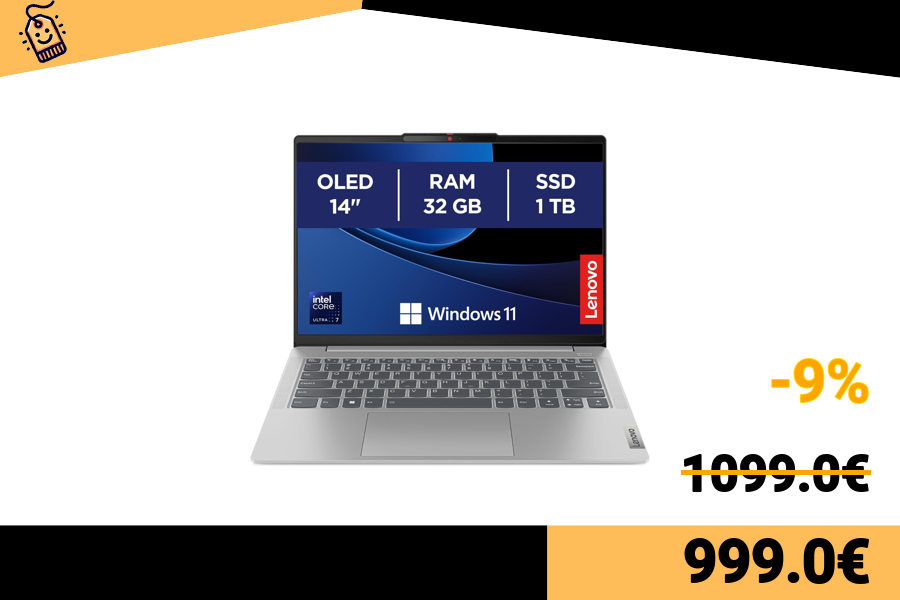 OLED
14"
RAM
32 GB
SSD
1 TB
Lenovo
intel
CORE
ULTRA 7
Windows 11
Lenovo
-9%
1099.0€
999.0€